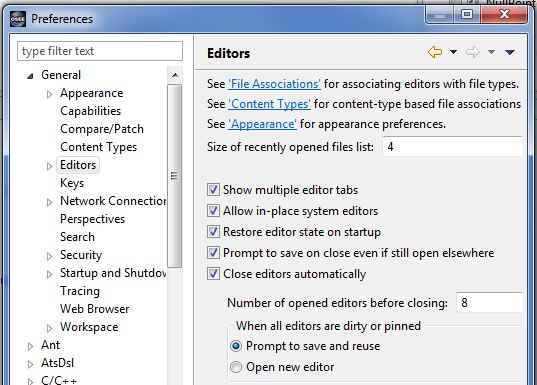 OSEE Preferences
NullPoint
type filter text
General
Appearance
Capabilities
Compare/Patch
Content Types
Editors
Keys
Network Connection
Perspectives
Search
Security
Startup and Shutdow
Tracing
Web Browser
Workspace
Ant
AtsDsl
C/C++
Editors
See 'File Associations' for associating editors with file types.
See 'Content Types' for content-type based file associations
See 'Appearance' for appearance preferences.
Size of recently opened files list: 4
Show multiple editor tabs
Allow in-place system editors
Restore editor state on startup
Prompt to save on close even if still open elsewhere
Close editors automatically
Number of opened editors before closing: 8
When all editors are dirty or pinned
Prompt to save and reuse
Open new editor